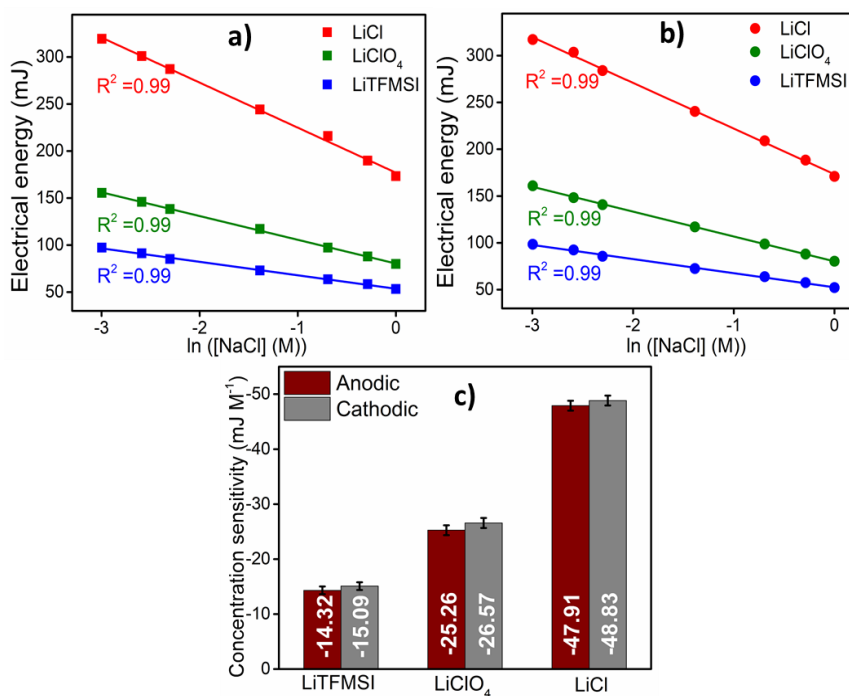 a)
LiCl
LiClO₄
LiTFMSI
R² =0.99
R² =0.99
R² =0.99
Electrical energy (mJ)
300
250
200
150
100
50
-3
-2
-1
0
ln ([NaCl] (M))
b)
LiCl
LiClO₄
LiTFMSI
R² =0.99
R² =0.99
R² =0.99
Electrical energy (mJ)
300
250
200
150
100
50
-3
-2
-1
0
ln ([NaCl] (M))
c)
Anodic
Cathodic
Concentration sensitivity (mJ M⁻¹)
-50
-40
-30
-20
-10
0
-14.32
-15.09
-25.26
-26.57
-47.91
-48.83
LiTFMSI
LiClO₄
LiCl